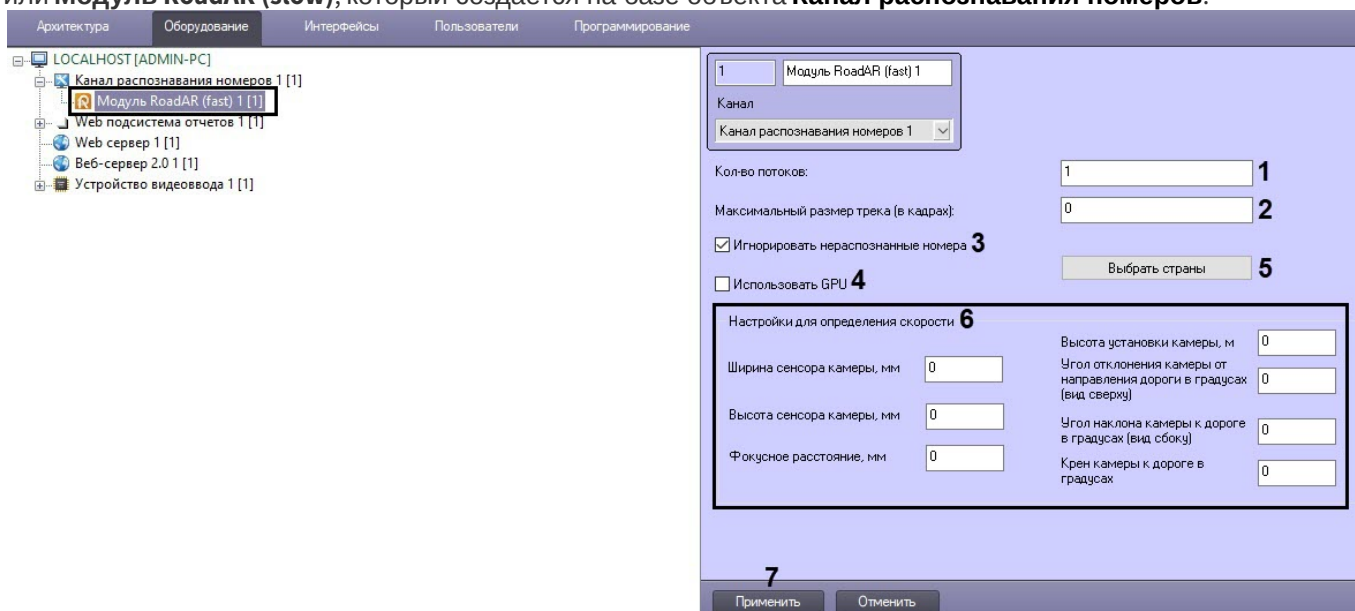 или Модуль RoadAR (slow), который создается на базе объекта Канал распознавания номеров.
Архитектура Оборудование Интерфейсы Пользователи Программирование
LOCALHOST [ADMIN-PC]
Канал распознавания номеров 1 [1]
Модуль RoadAR (fast) 1 [1]
Web подсистема отчетов 1 [1]
Web сервер 1 [1]
Веб-сервер 2.0 1 [1]
Устройство видеоввода 1 [1]
1 Модуль RoadAR (fast) 1
Канал
Канал распознавания номеров 1
Кол-во потоков: 1 1
Максимальный размер трека (в кадрах): 0 2
Игнорировать нераспознанные номера 3
Выбрать страны 5
Использовать GPU 4
Настройки для определения скорости 6
Ширина сенсора камеры, мм 0
Высота сенсора камеры, мм 0
Фокусное расстояние, мм 0
Высота установки камеры, м 0
Угол отклонения камеры от
направления дороги в градусах 0
(вид сверху)
Угол наклона камеры к дороге
в градусах (вид сбоку) 0
Крен камеры к дороге в
градусах 0
7
Применить Отменить